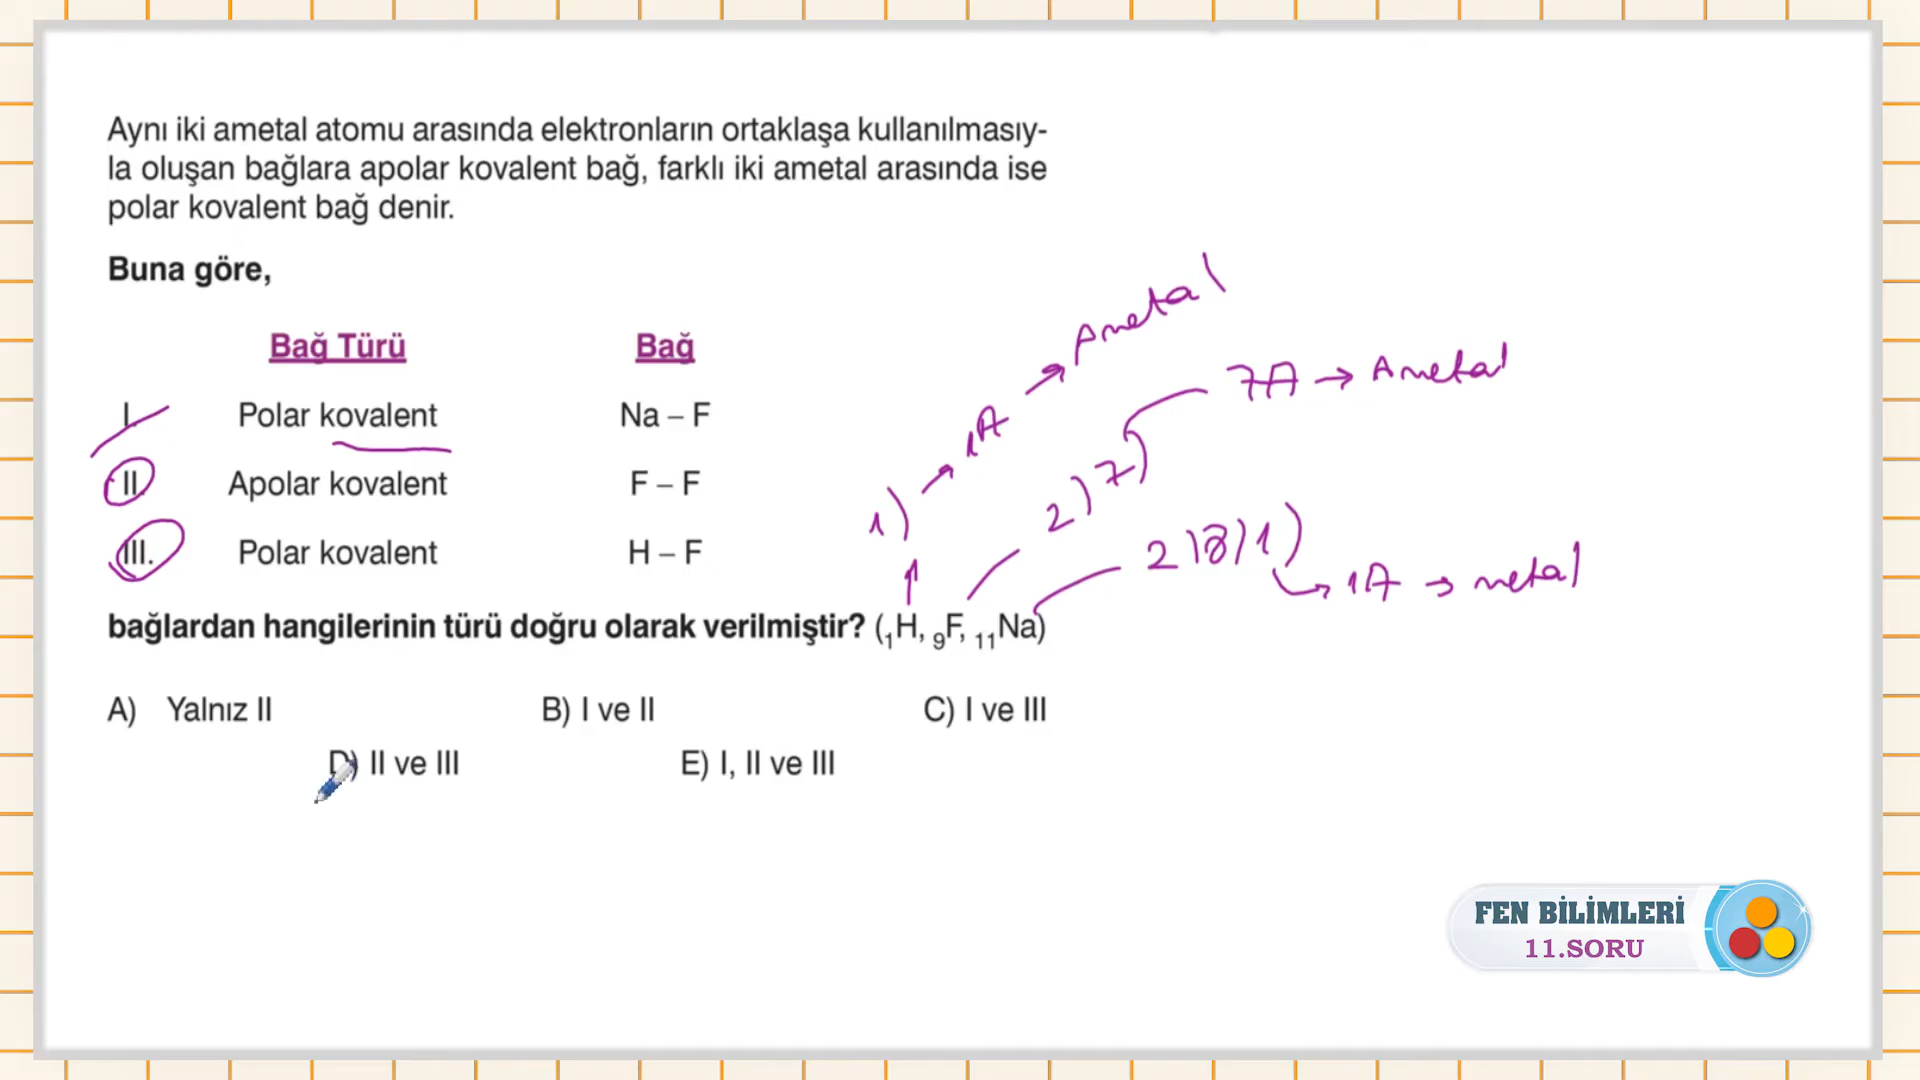 Aynı iki ametal atomu arasında elektronların ortaklaşa kullanılmasıy-
la oluşan bağlara apolar kovalent bağ, farklı iki ametal arasında ise
polar kovalent bağ denir.
Buna göre,
Bağ Türü Bağ
I. Polar kovalent Na – F
II. Apolar kovalent F – F
III. Polar kovalent H – F
1) → 1A → Ametal
2) 7) 7A → Ametal
2)8)1) → 1A → metal
bağlardan hangilerinin türü doğru olarak verilmiştir? (₁H, ₉F, ₁₁Na)
A) Yalnız II B) I ve II C) I ve III
D) II ve III E) I, II ve III
FEN BİLİMLERİ
11.SORU